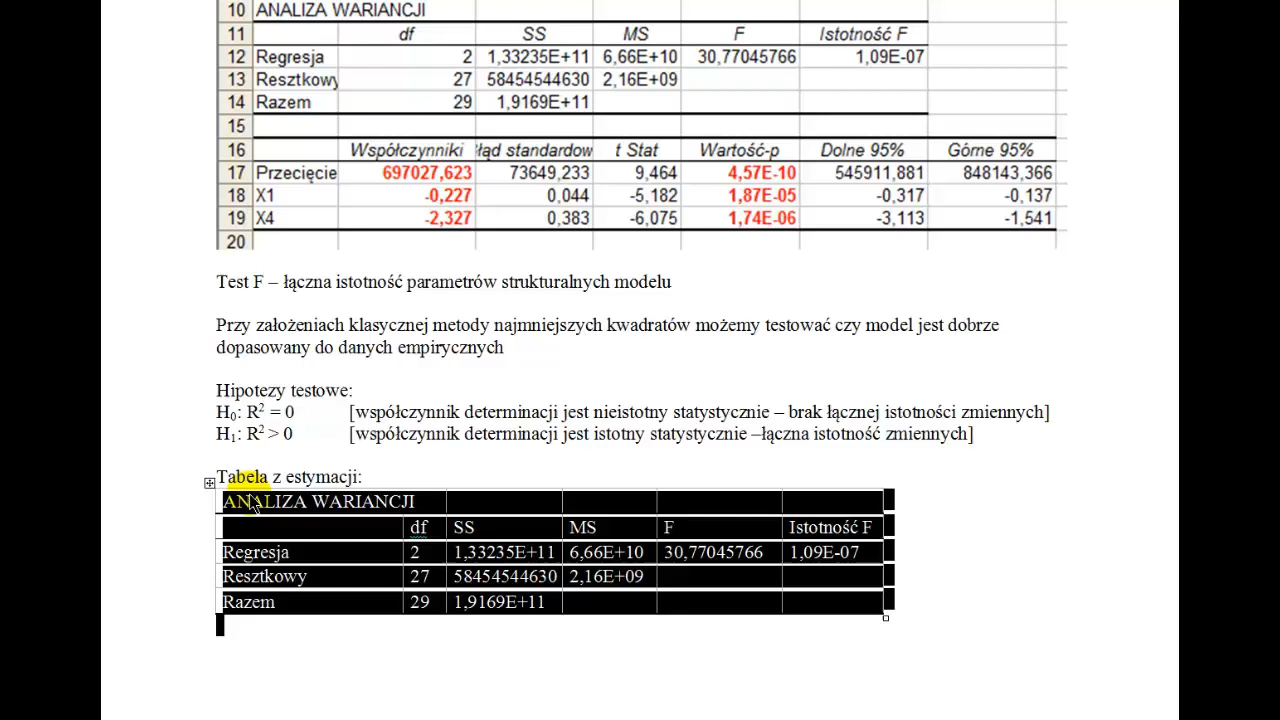 10 ANALIZA WARIANCJI
11 df SS MS F Istotność F
12 Regresja 2 1,33235E+11 6,66E+10 30,77045766 1,09E-07
13 Resztkowy 27 58454544630 2,16E+09
14 Razem 29 1,9169E+11
15
16 Współczynniki łąd standardow t Stat Wartość-p Dolne 95% Górne 95%
17 Przecięcie 697027,623 73649,233 9,464 4,57E-10 545911,881 848143,366
18 X1 -0,227 0,044 -5,182 1,87E-05 -0,317 -0,137
19 X4 -2,327 0,383 -6,075 1,74E-06 -3,113 -1,541
20
Test F – łączna istotność parametrów strukturalnych modelu
Przy założeniach klasycznej metody najmniejszych kwadratów możemy testować czy model jest dobrze
dopasowany do danych empirycznych
Hipotezy testowe:
H₀: R² = 0 [współczynnik determinacji jest nieistotny statystycznie – brak łącznej istotności zmiennych]
H₁: R² > 0 [współczynnik determinacji jest istotny statystycznie –łączna istotność zmiennych]
Tabela z estymacji:
ANALIZA WARIANCJI
df SS MS F Istotność F
Regresja 2 1,33235E+11 6,66E+10 30,77045766 1,09E-07
Resztkowy 27 58454544630 2,16E+09
Razem 29 1,9169E+11